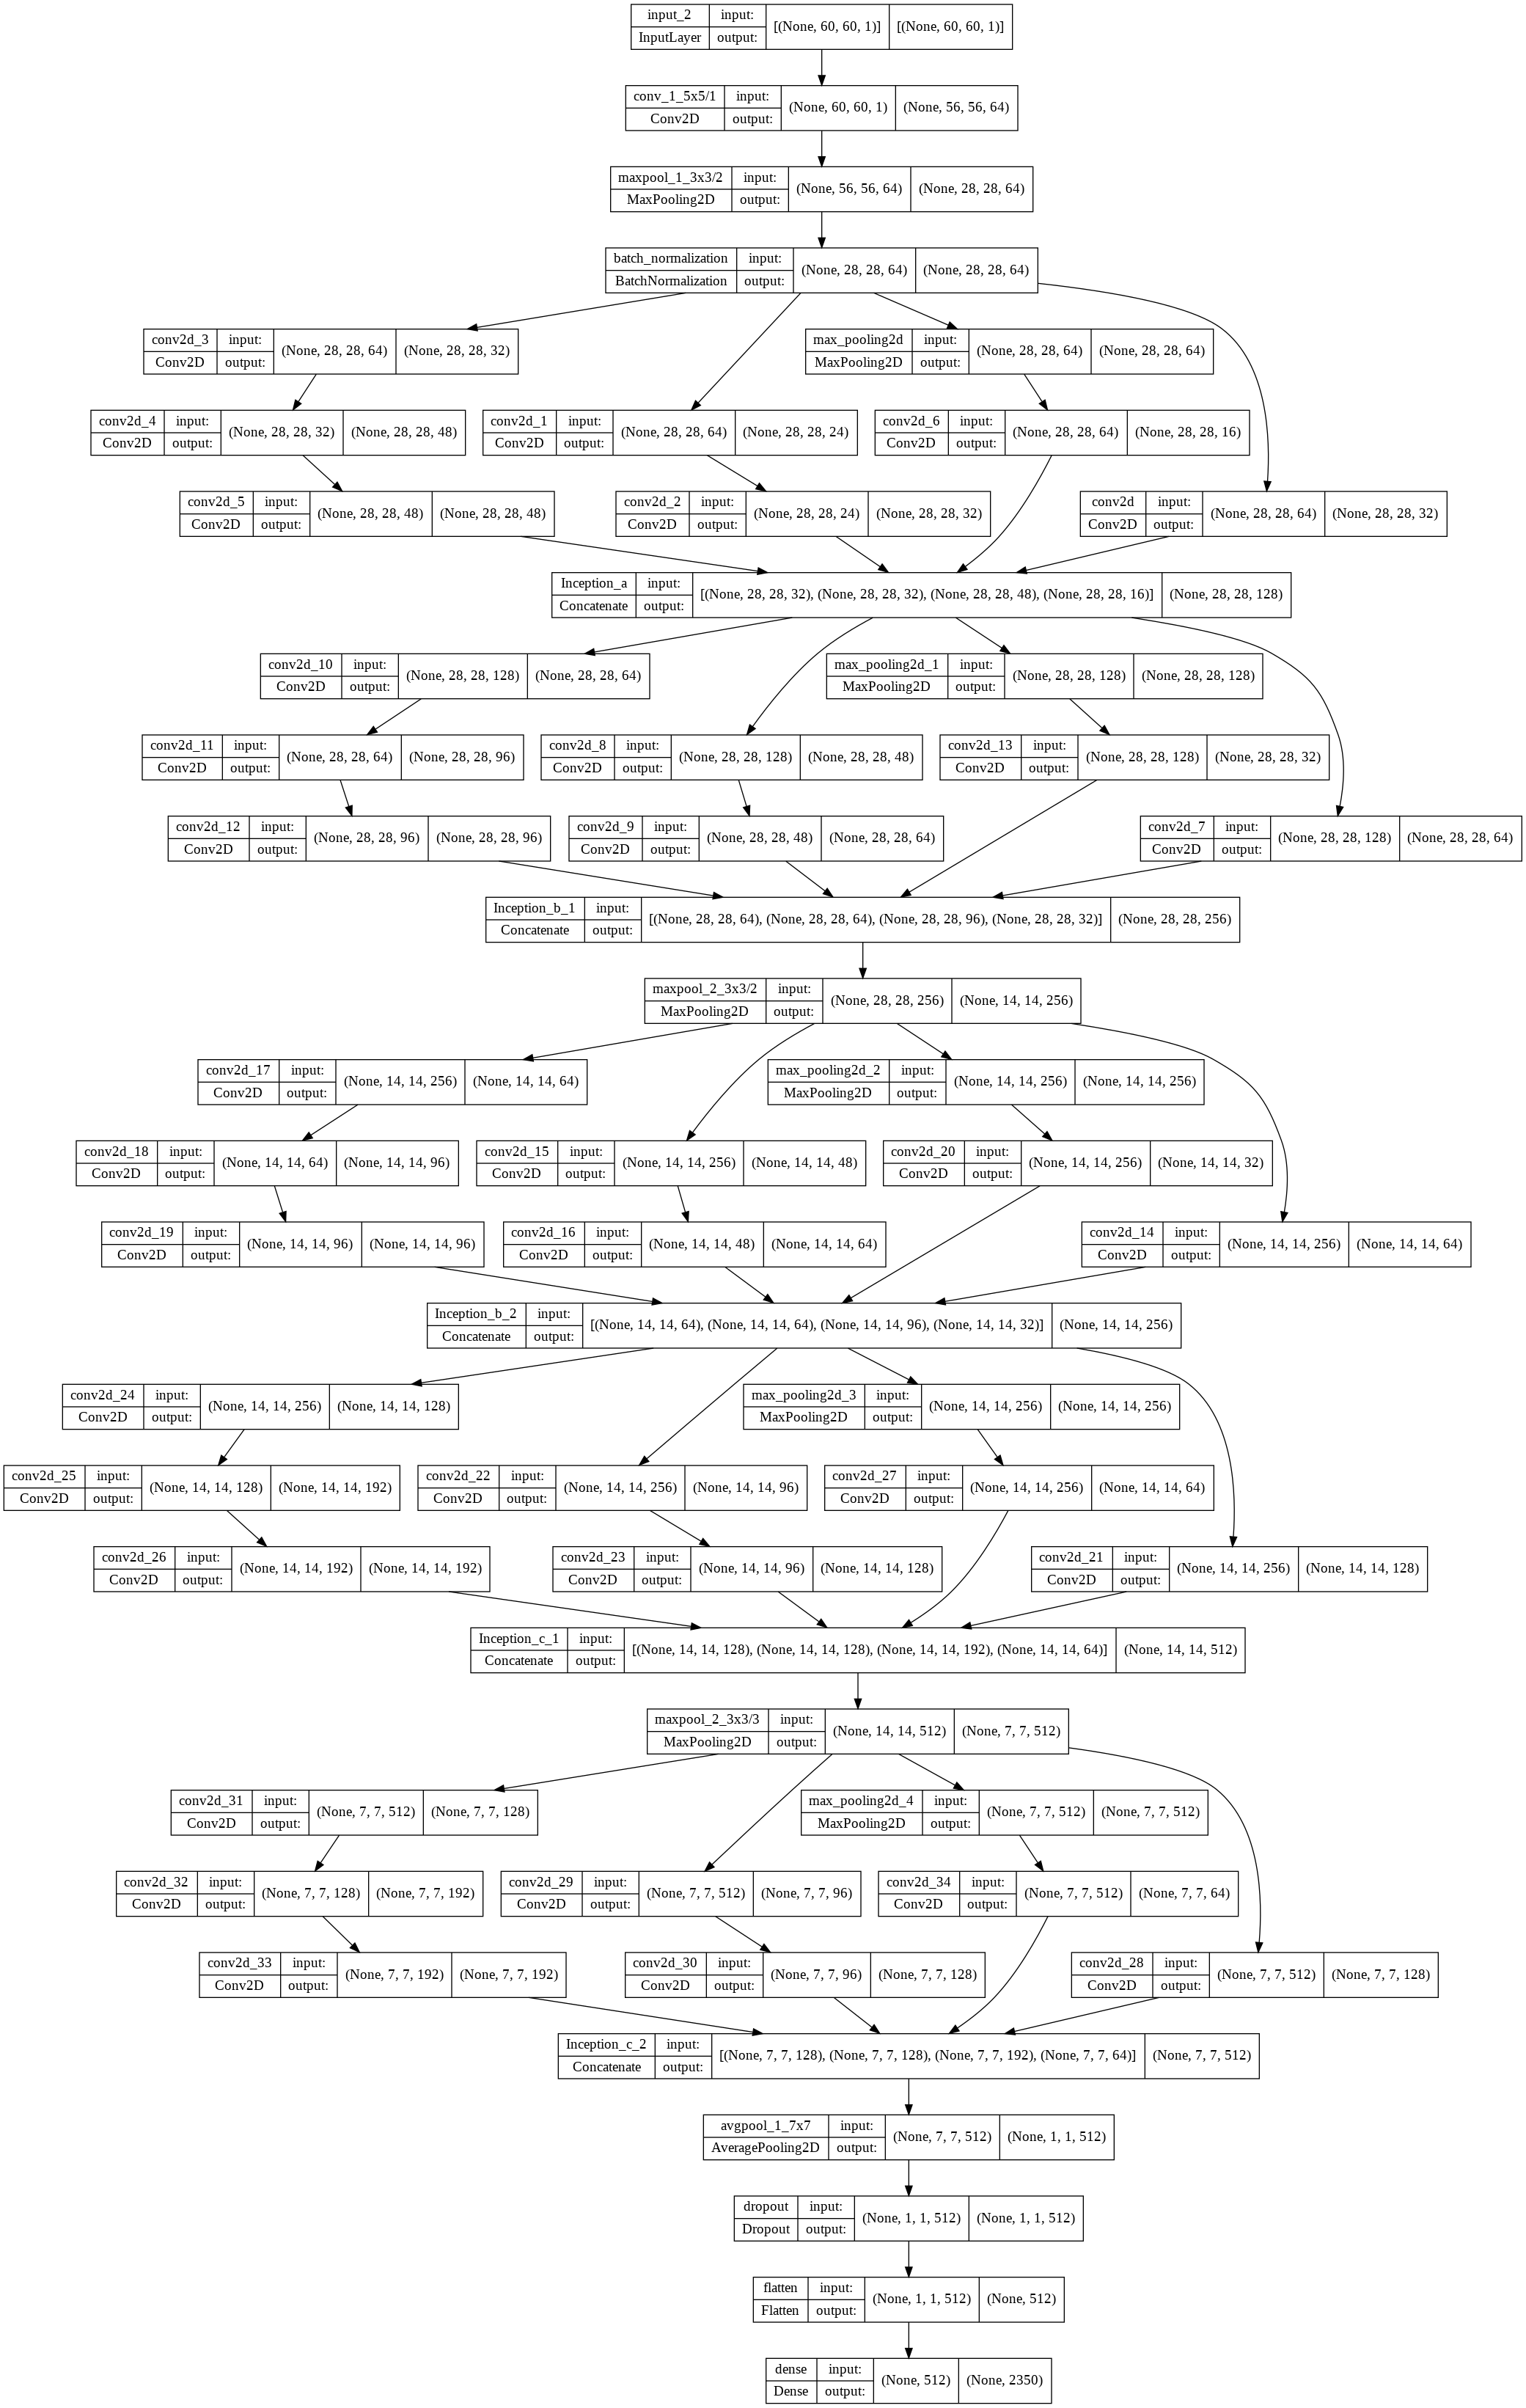 input_2 input: [(None, 60, 60, 1)] [(None, 60, 60, 1)]
InputLayer output:
conv_1_5x5/1 input: (None, 60, 60, 1) (None, 56, 56, 64)
Conv2D output:
maxpool_1_3x3/2 input: (None, 56, 56, 64) (None, 28, 28, 64)
MaxPooling2D output:
batch_normalization input: (None, 28, 28, 64) (None, 28, 28, 64)
BatchNormalization output:
conv2d_3 input: (None, 28, 28, 64) (None, 28, 28, 32)
Conv2D output:
max_pooling2d input: (None, 28, 28, 64) (None, 28, 28, 64)
MaxPooling2D output:
conv2d_4 input: (None, 28, 28, 32) (None, 28, 28, 48)
Conv2D output:
conv2d_1 input: (None, 28, 28, 64) (None, 28, 28, 24)
Conv2D output:
conv2d_6 input: (None, 28, 28, 64) (None, 28, 28, 16)
Conv2D output:
conv2d_5 input: (None, 28, 28, 48) (None, 28, 28, 48)
Conv2D output:
conv2d_2 input: (None, 28, 28, 24) (None, 28, 28, 32)
Conv2D output:
conv2d input: (None, 28, 28, 64) (None, 28, 28, 32)
Conv2D output:
Inception_a input: [(None, 28, 28, 32), (None, 28, 28, 32), (None, 28, 28, 48), (None, 28, 28, 16)] (None, 28, 28, 128)
Concatenate output:
conv2d_10 input: (None, 28, 28, 128) (None, 28, 28, 64)
Conv2D output:
max_pooling2d_1 input: (None, 28, 28, 128) (None, 28, 28, 128)
MaxPooling2D output:
conv2d_11 input: (None, 28, 28, 64) (None, 28, 28, 96)
Conv2D output:
conv2d_8 input: (None, 28, 28, 128) (None, 28, 28, 48)
Conv2D output:
conv2d_13 input: (None, 28, 28, 128) (None, 28, 28, 32)
Conv2D output:
conv2d_12 input: (None, 28, 28, 96) (None, 28, 28, 96)
Conv2D output:
conv2d_9 input: (None, 28, 28, 48) (None, 28, 28, 64)
Conv2D output:
conv2d_7 input: (None, 28, 28, 128) (None, 28, 28, 64)
Conv2D output:
Inception_b_1 input: [(None, 28, 28, 64), (None, 28, 28, 64), (None, 28, 28, 96), (None, 28, 28, 32)] (None, 28, 28, 256)
Concatenate output:
maxpool_2_3x3/2 input: (None, 28, 28, 256) (None, 14, 14, 256)
MaxPooling2D output:
conv2d_17 input: (None, 14, 14, 256) (None, 14, 14, 64)
Conv2D output:
max_pooling2d_2 input: (None, 14, 14, 256) (None, 14, 14, 256)
MaxPooling2D output:
conv2d_18 input: (None, 14, 14, 64) (None, 14, 14, 96)
Conv2D output:
conv2d_15 input: (None, 14, 14, 256) (None, 14, 14, 48)
Conv2D output:
conv2d_20 input: (None, 14, 14, 256) (None, 14, 14, 32)
Conv2D output:
conv2d_19 input: (None, 14, 14, 96) (None, 14, 14, 96)
Conv2D output:
conv2d_16 input: (None, 14, 14, 48) (None, 14, 14, 64)
Conv2D output:
conv2d_14 input: (None, 14, 14, 256) (None, 14, 14, 64)
Conv2D output:
Inception_b_2 input: [(None, 14, 14, 64), (None, 14, 14, 64), (None, 14, 14, 96), (None, 14, 14, 32)] (None, 14, 14, 256)
Concatenate output:
conv2d_24 input: (None, 14, 14, 256) (None, 14, 14, 128)
Conv2D output:
max_pooling2d_3 input: (None, 14, 14, 256) (None, 14, 14, 256)
MaxPooling2D output:
conv2d_25 input: (None, 14, 14, 128) (None, 14, 14, 192)
Conv2D output:
conv2d_22 input: (None, 14, 14, 256) (None, 14, 14, 96)
Conv2D output:
conv2d_27 input: (None, 14, 14, 256) (None, 14, 14, 64)
Conv2D output:
conv2d_26 input: (None, 14, 14, 192) (None, 14, 14, 192)
Conv2D output:
conv2d_23 input: (None, 14, 14, 96) (None, 14, 14, 128)
Conv2D output:
conv2d_21 input: (None, 14, 14, 256) (None, 14, 14, 128)
Conv2D output:
Inception_c_1 input: [(None, 14, 14, 128), (None, 14, 14, 128), (None, 14, 14, 192), (None, 14, 14, 64)] (None, 14, 14, 512)
Concatenate output:
maxpool_2_3x3/3 input: (None, 14, 14, 512) (None, 7, 7, 512)
MaxPooling2D output:
conv2d_31 input: (None, 7, 7, 512) (None, 7, 7, 128)
Conv2D output:
max_pooling2d_4 input: (None, 7, 7, 512) (None, 7, 7, 512)
MaxPooling2D output:
conv2d_32 input: (None, 7, 7, 128) (None, 7, 7, 192)
Conv2D output:
conv2d_29 input: (None, 7, 7, 512) (None, 7, 7, 96)
Conv2D output:
conv2d_34 input: (None, 7, 7, 512) (None, 7, 7, 64)
Conv2D output:
conv2d_33 input: (None, 7, 7, 192) (None, 7, 7, 192)
Conv2D output:
conv2d_30 input: (None, 7, 7, 96) (None, 7, 7, 128)
Conv2D output:
conv2d_28 input: (None, 7, 7, 512) (None, 7, 7, 128)
Conv2D output:
Inception_c_2 input: [(None, 7, 7, 128), (None, 7, 7, 128), (None, 7, 7, 192), (None, 7, 7, 64)] (None, 7, 7, 512)
Concatenate output:
avgpool_1_7x7 input: (None, 7, 7, 512) (None, 1, 1, 512)
AveragePooling2D output:
dropout input: (None, 1, 1, 512) (None, 1, 1, 512)
Dropout output:
flatten input: (None, 1, 1, 512) (None, 512)
Flatten output:
dense input: (None, 512) (None, 2350)
Dense output: